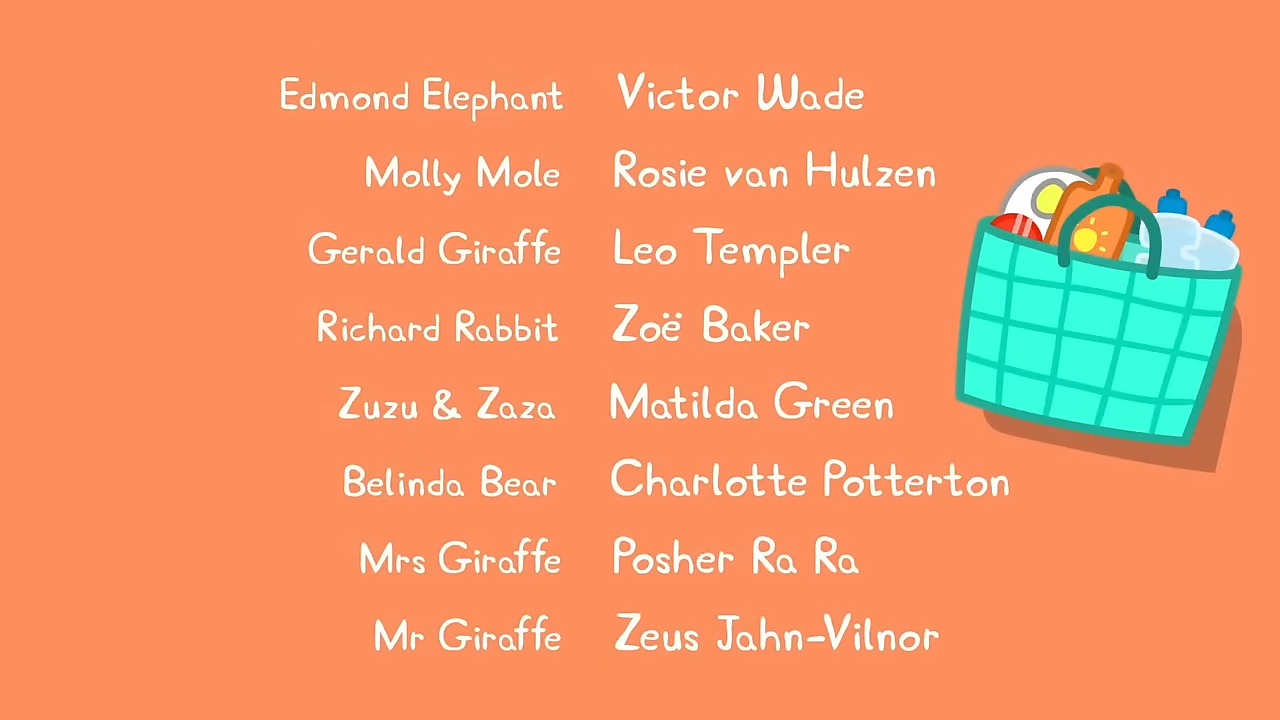 Edmond Elephant Victor Wade
Molly Mole Rosie van Hulzen
Gerald Giraffe Leo Templer
Richard Rabbit Zoë Baker
Zuzu & Zaza Matilda Green
Belinda Bear Charlotte Potterton
Mrs Giraffe Posher Ra Ra
Mr Giraffe Zeus Jahn-Vilnor